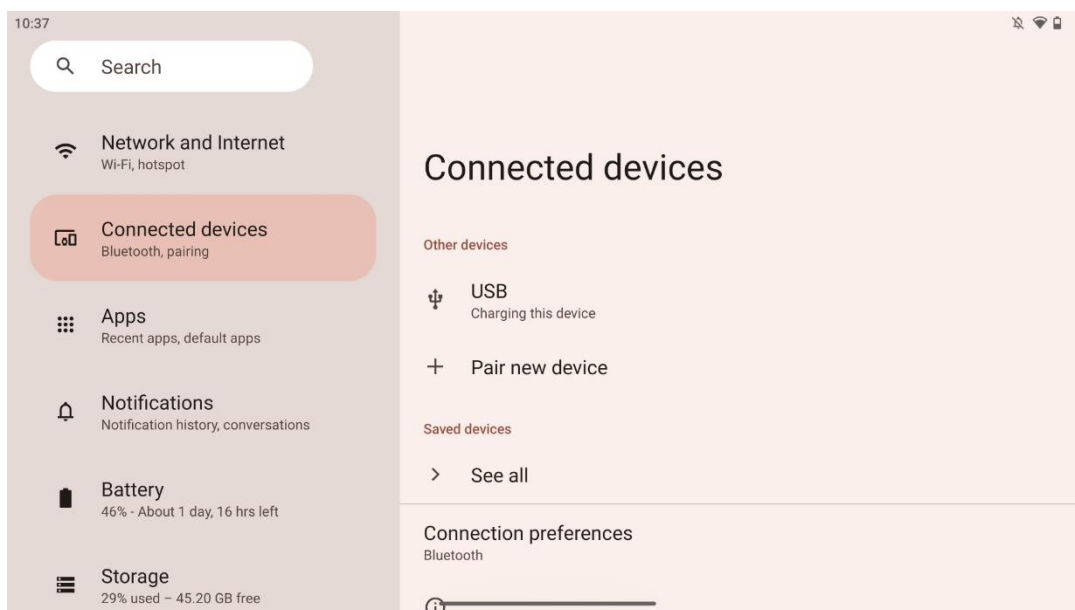 10:37
Search
Network and Internet
Wi-Fi, hotspot
Connected devices
Bluetooth, pairing
Apps
Recent apps, default apps
Notifications
Notification history, conversations
Battery
46% - About 1 day, 16 hrs left
Storage
29% used – 45.20 GB free
Connected devices
Other devices
USB
Charging this device
Pair new device
Saved devices
See all
Connection preferences
Bluetooth